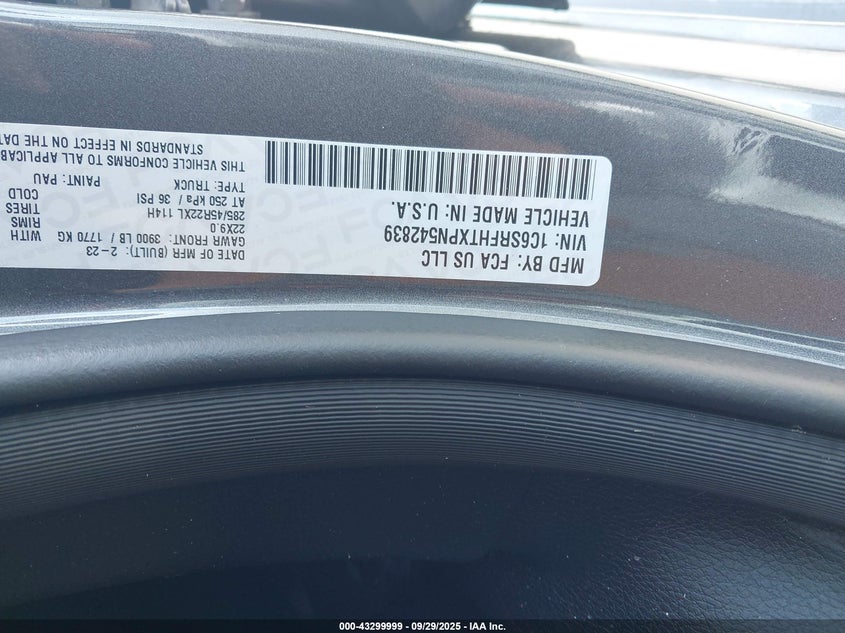 MFD BY: FCA US LLC
VIN: 1C6SRFHTXPN542839
VEHICLE MADE IN: U.S.A.
DATE OF MFR (BUILT): 2-23
GAWR FRONT: 3900 LB / 1770 KG WITH
22X9.0 RIMS
285/45R22XL 114H TIRES
AT 250 kPa / 36 PSI COLD
TYPE: TRUCK PAINT: PAU
THIS VEHICLE CONFORMS TO ALL
STANDARDS IN EFFECT ON THE
000-43299999 | 09/29/2025 | IAA Inc.